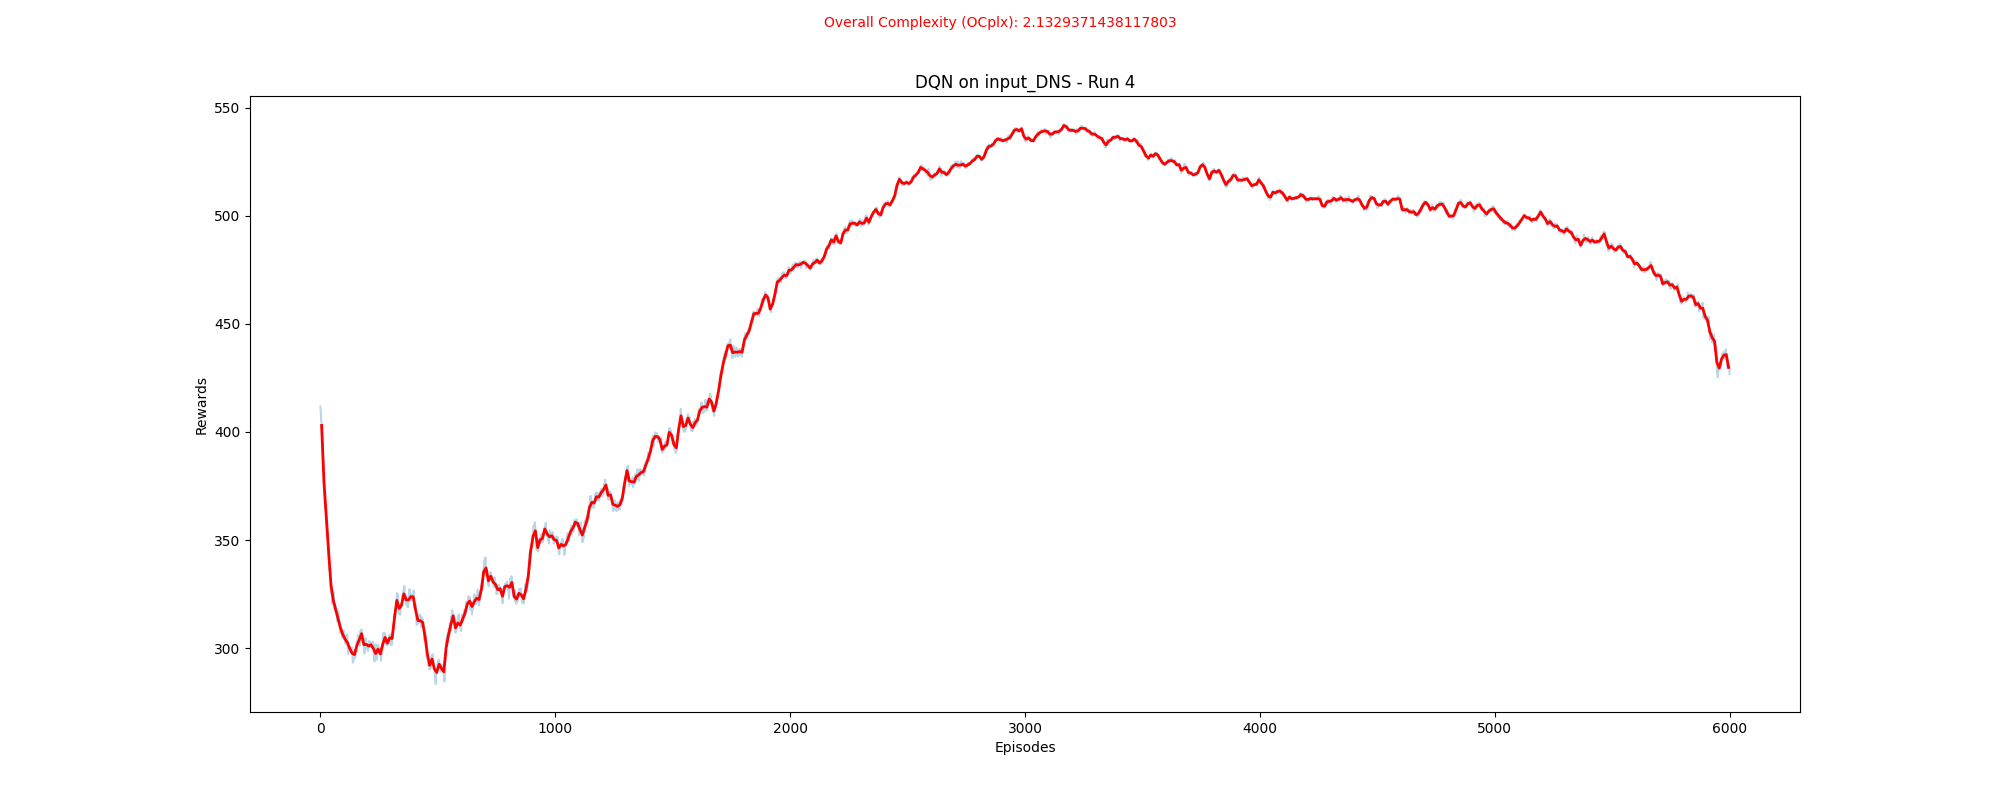 Overall Complexity (OCplx): 2.1329371438117803
DQN on input_DNS - Run 4
550
500
450
400
350
300
Rewards
0 1000 2000 3000 4000 5000 6000
Episodes